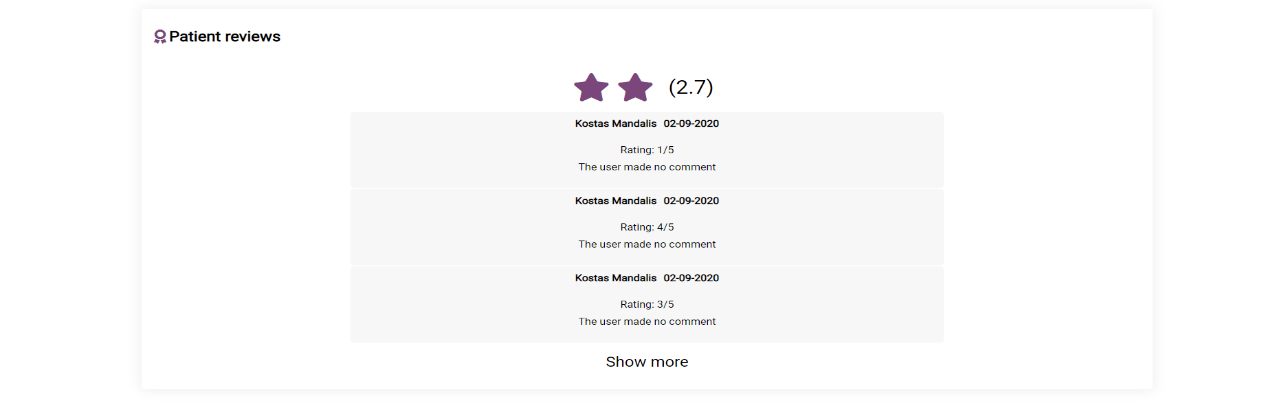 Patient reviews
(2.7)
Kostas Mandalis 02-09-2020
Rating: 1/5
The user made no comment
Kostas Mandalis 02-09-2020
Rating: 4/5
The user made no comment
Kostas Mandalis 02-09-2020
Rating: 3/5
The user made no comment
Show more